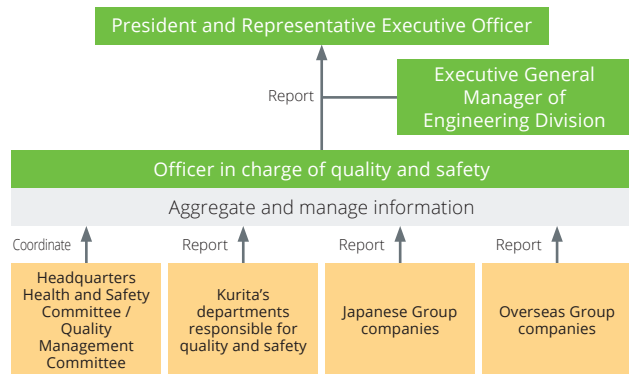 President and Representative Executive Officer
Report
Executive General
Manager of
Engineering Division
Officer in charge of quality and safety
Aggregate and manage information
Coordinate
Report
Report
Report
Headquarters
Health and Safety
Committee /
Quality
Management
Committee
Kurita's
departments
responsible for
quality and safety
Japanese Group
companies
Overseas Group
companies